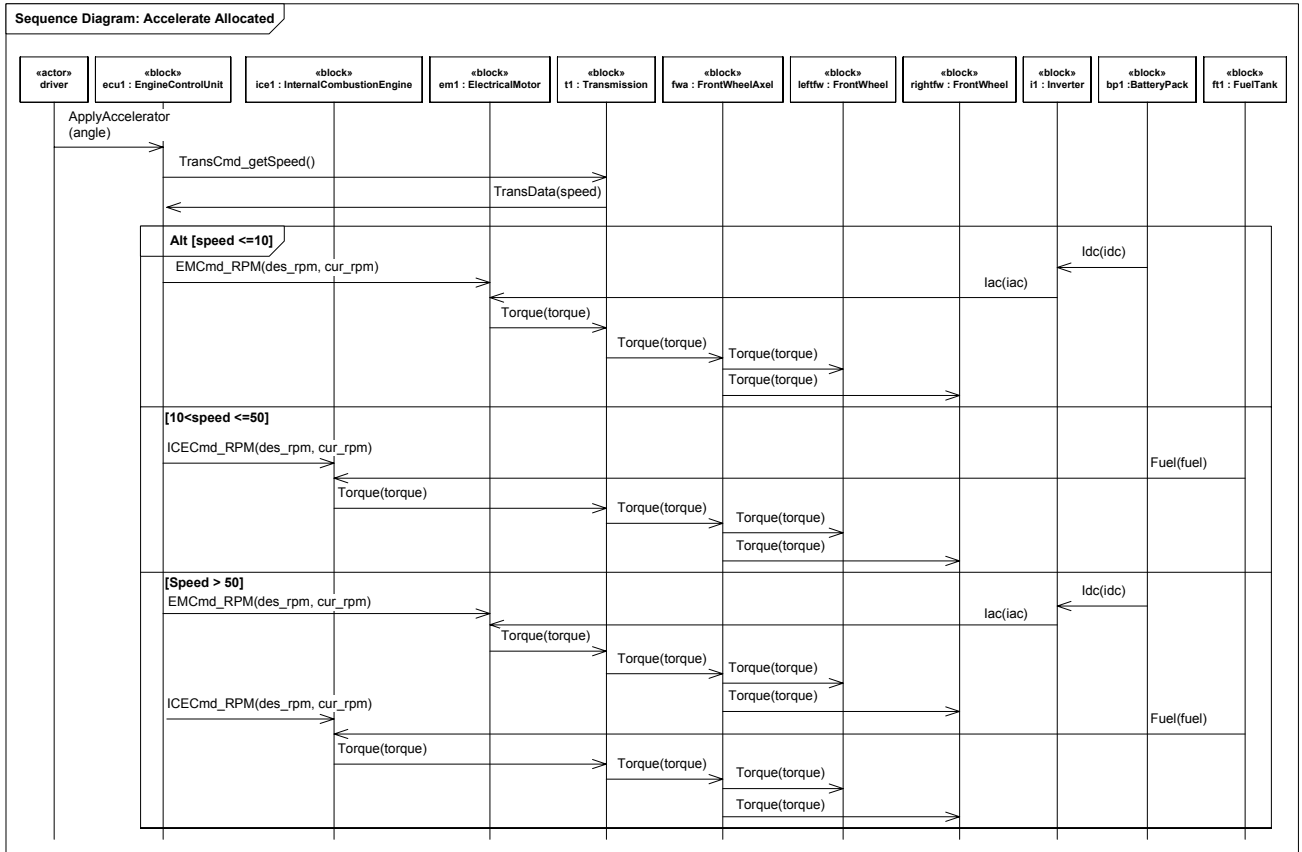 Sequence Diagram: Accelerate Allocated
«actor»
driver
«block»
ecu1 : EngineControlUnit
«block»
ice1 : InternalCombustionEngine
«block»
em1 : ElectricalMotor
«block»
t1 : Transmission
«block»
fwa : FrontWheelAxel
«block»
leftfw : FrontWheel
«block»
rightfw : FrontWheel
«block»
i1 : Inverter
«block»
bp1 :BatteryPack
«block»
ft1 : FuelTank
ApplyAccelerator
(angle)
TransCmd_getSpeed()
TransData(speed)
Alt [speed <=10]
Idc(idc)
EMCmd_RPM(des_rpm, cur_rpm)
Iac(iac)
Torque(torque)
Torque(torque)
Torque(torque)
Torque(torque)
[10<speed <=50]
ICECmd_RPM(des_rpm, cur_rpm)
Fuel(fuel)
Torque(torque)
Torque(torque)
Torque(torque)
Torque(torque)
[Speed > 50]
Idc(idc)
EMCmd_RPM(des_rpm, cur_rpm)
Iac(iac)
Torque(torque)
Torque(torque)
Torque(torque)
Torque(torque)
ICECmd_RPM(des_rpm, cur_rpm)
Fuel(fuel)
Torque(torque)
Torque(torque)
Torque(torque)
Torque(torque)